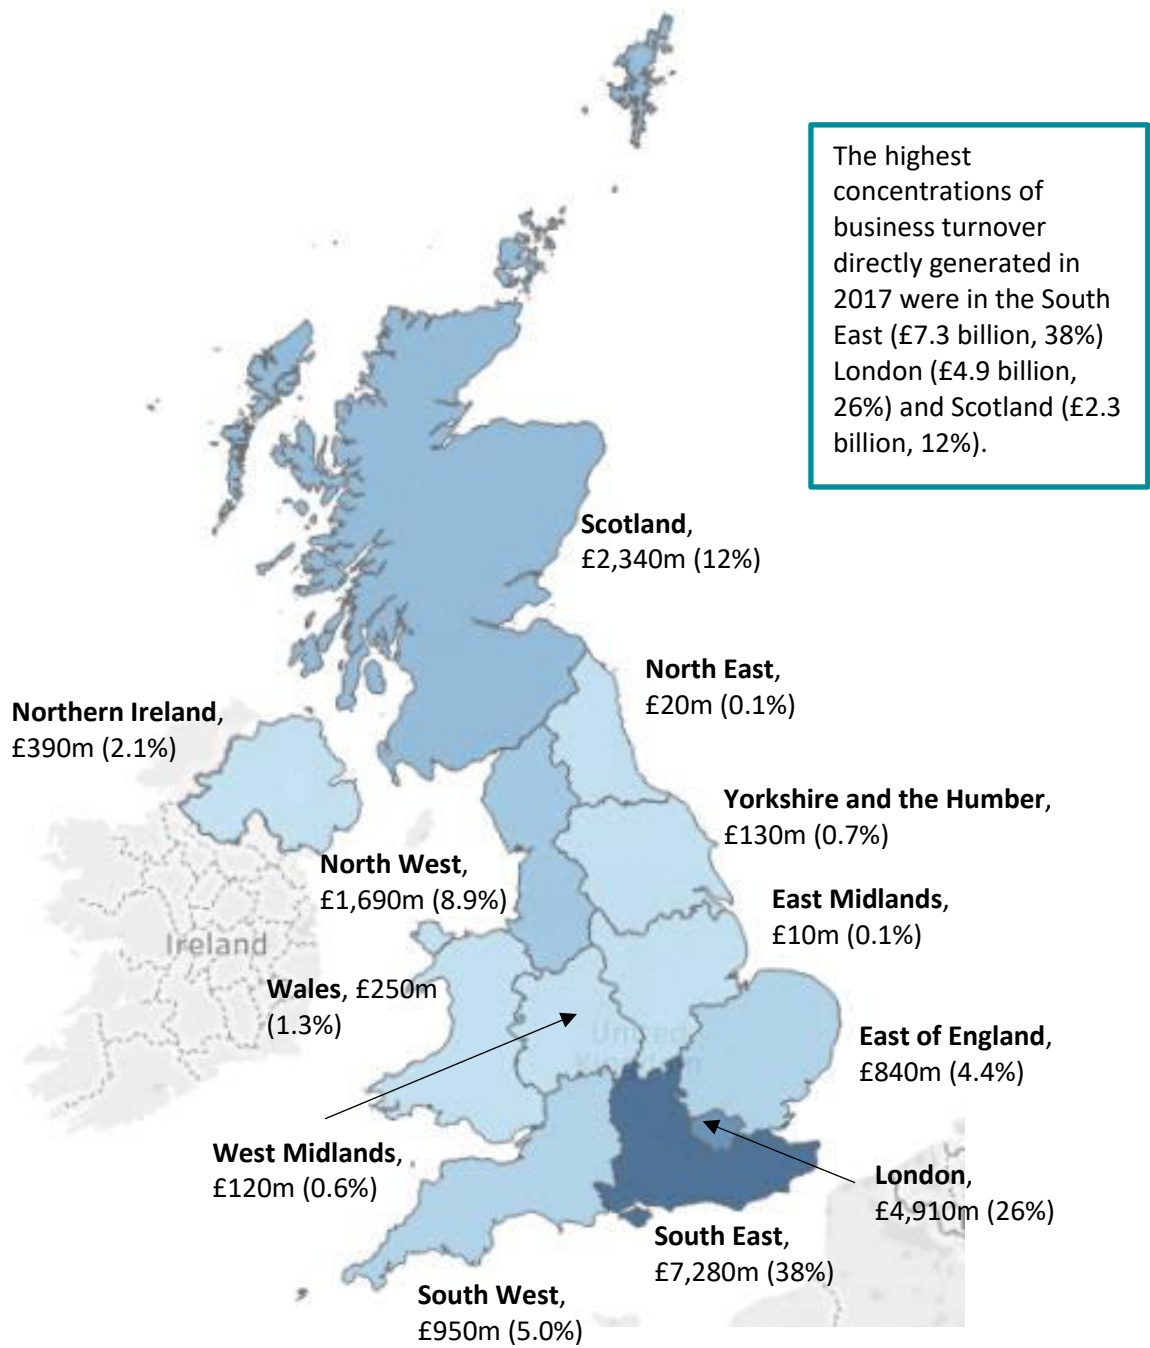 The highest
concentrations of
business turnover
directly generated in
2017 were in the South
East (£7.3 billion, 38%)
London (£4.9 billion,
26%) and Scotland (£2.3
billion, 12%).
Scotland,
£2,340m (12%)
North East,
£20m (0.1%)
Northern Ireland,
£390m (2.1%)
Yorkshire and the Humber,
£130m (0.7%)
North West,
£1,690m (8.9%)
East Midlands,
£10m (0.1%)
Ireland
Wales, £250m
(1.3%)
United
Kingdom
East of England,
£840m (4.4%)
West Midlands,
£120m (0.6%)
London,
£4,910m (26%)
South East,
£7,280m (38%)
South West,
£950m (5.0%)